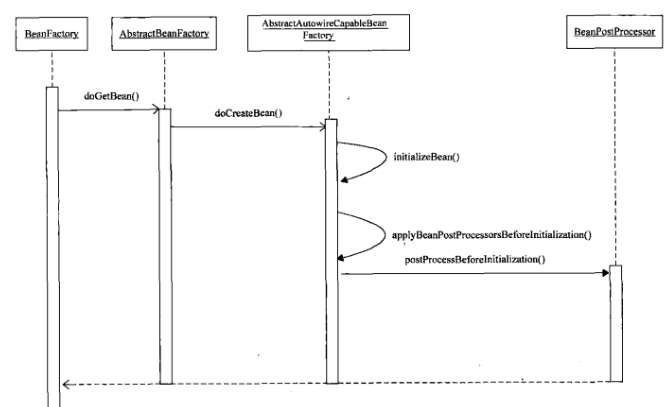 BeanFactory
AbstractBeanFactory
AbstractAutowireCapableBean
Factory
BeanPostProcessor
doGetBean()
doCreateBean()
initializeBean()
applyBeanPostProcessorsBeforeInitialization()
postProcessBeforeInitialization()